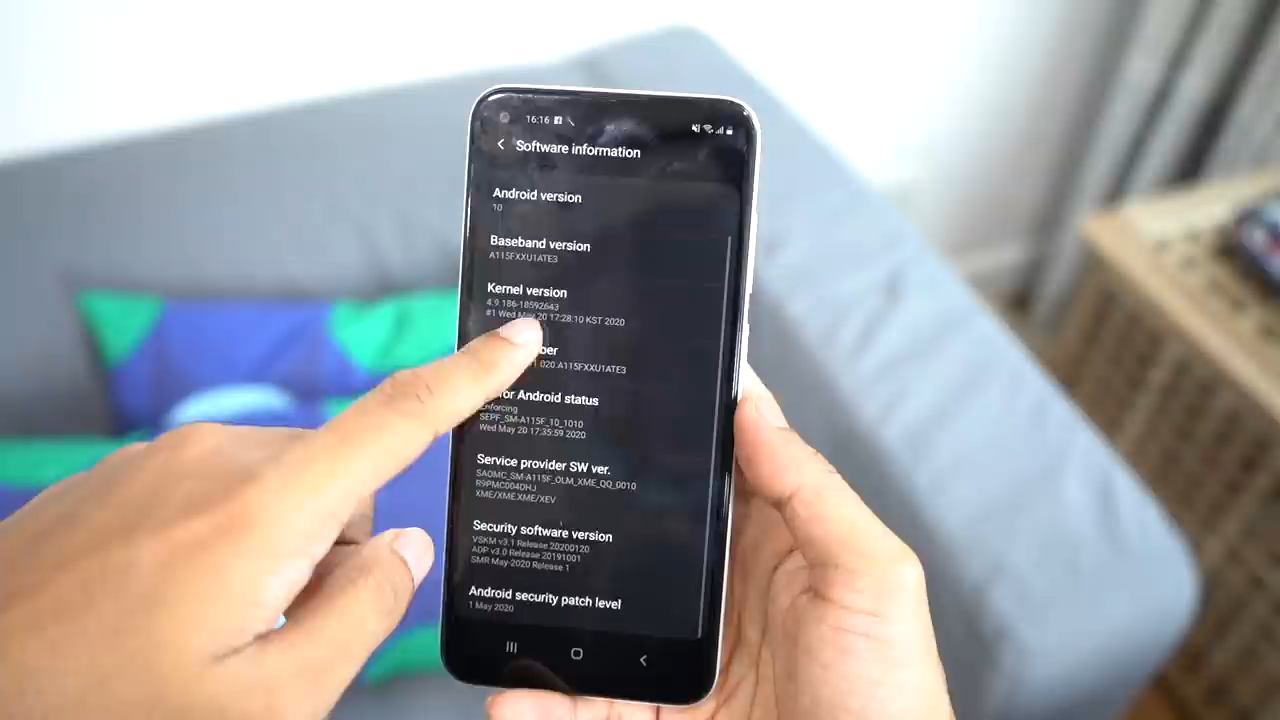 16:16
Software information
Android version
10
Baseband version
A115FXXU1ATE3
Kernel version
4.9.186-18592643
#1 Wed May 20 17:28:10 KST 2020
020.A115FXXU1ATE3
for Android status
Enforcing
SEPF_SM-A115F_10_1010
Wed May 20 17:35:59 2020
Service provider SW ver.
SAOMC_SM-A115F_OLM_XME_QQ_0010
R9PMC004DHJ
XME/XME,XME/XEV
Security software version
VSKM v3.1 Release 20200120
ADP v3.0 Release 20191001
SMR May-2020 Release 1
Android security patch level
1 May 2020